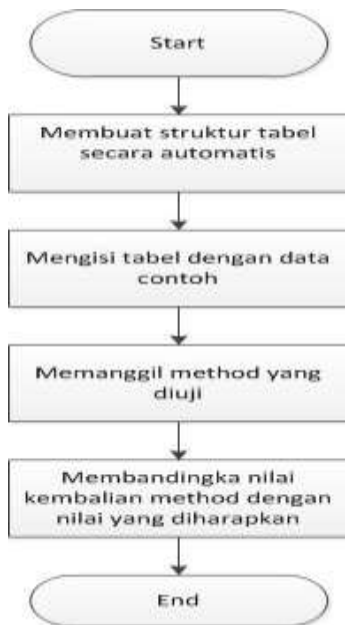 Start
Membuat struktur tabel
secara automatis
Mengisi tabel dengan data
contoh
Memanggil method yang
diuji
Membandingka nilai
kembalian method dengan
nilai yang diharapkan
End